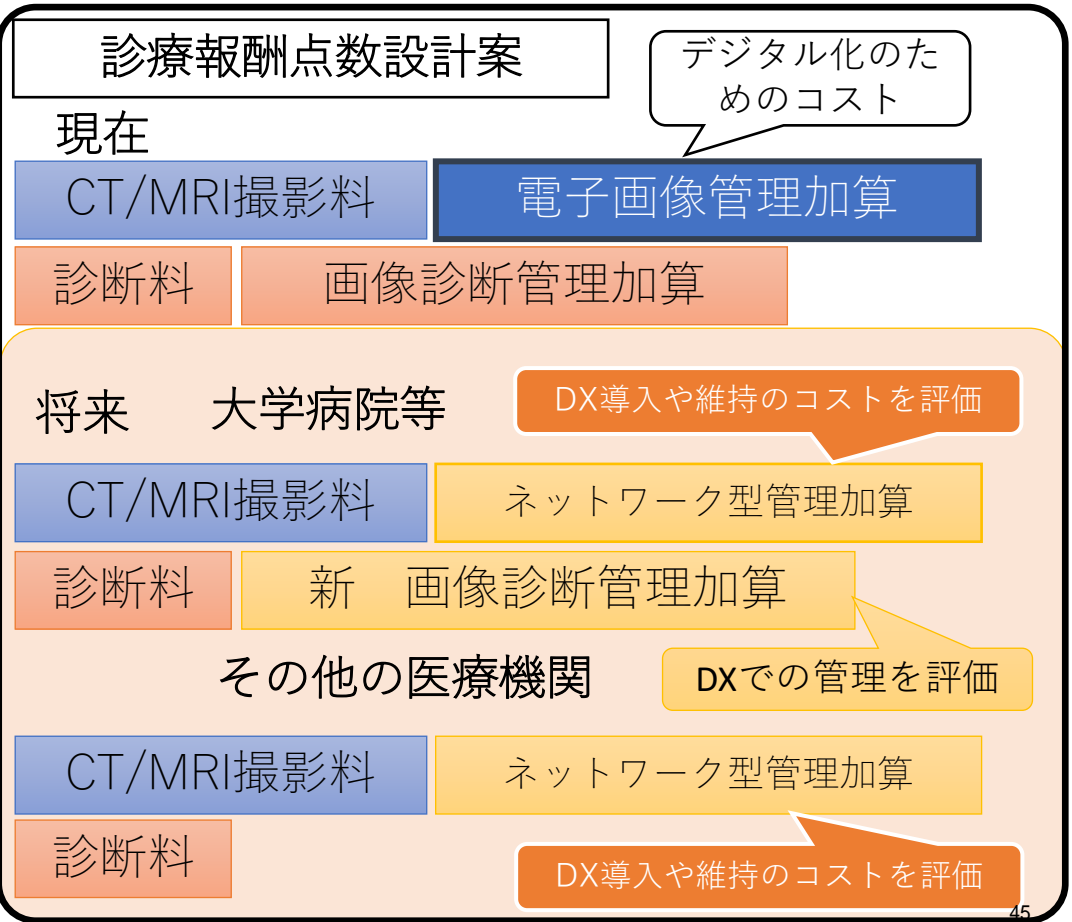 診療報酬点数設計案
デジタル化のた
めのコスト
現在
CT/MRI撮影料
電子画像管理加算
診断料
画像診断管理加算
将来 大学病院等
DX導入や維持のコストを評価
CT/MRI撮影料
ネットワーク型管理加算
診断料
新 画像診断管理加算
その他の医療機関
DXでの管理を評価
CT/MRI撮影料
ネットワーク型管理加算
診断料
DX導入や維持のコストを評価
45